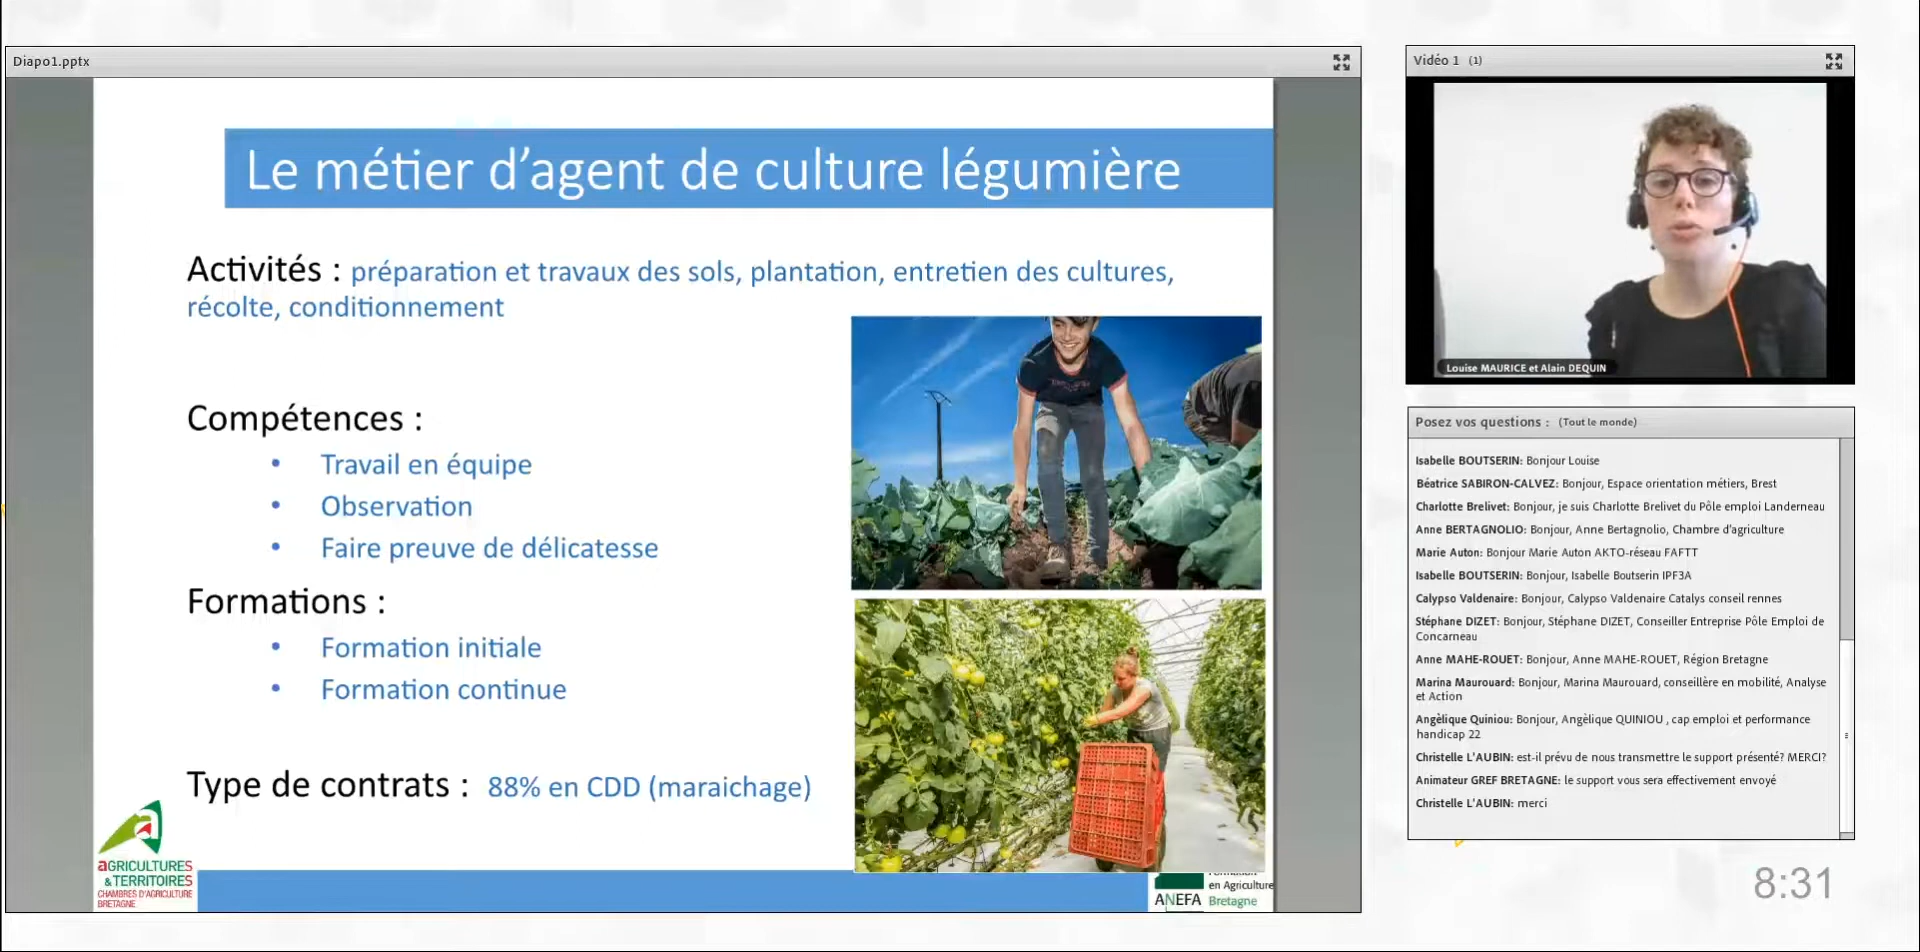 Diapo1.pptx
Le métier d'agent de culture légumière
Activités : préparation et travaux des sols, plantation, entretien des cultures,
récolte, conditionnement
Compétences :
• Travail en équipe
• Observation
• Faire preuve de délicatesse
Formations :
• Formation initiale
• Formation continue
Type de contrats : 88% en CDD (maraichage)
aGRICULTURES
& TERRITOIRES
CHAMBRES D'AGRICULTURE
BRETAGNE
en Agriculture
ANEFA Bretagne
Vidéo 1 (1)
Louise MAURICE et Alain DEQUIN
Posez vos questions : (Tout le monde)
Isabelle BOUTSERIN: Bonjour Louise
Béatrice SABIRON-CALVEZ: Bonjour, Espace orientation métiers, Brest
Charlotte Brelivet: Bonjour, je suis Charlotte Brelivet du Pôle emploi Landerneau
Anne BERTAGNOLIO: Bonjour, Anne Bertagnolio, Chambre d'agriculture
Marie Auton: Bonjour Marie Auton AKTO-réseau FAFTT
Isabelle BOUTSERIN: Bonjour, Isabelle Boutserin IPF3A
Calypso Valdenaire: Bonjour, Calypso Valdenaire Catalys conseil rennes
Stéphane DIZET: Bonjour, Stéphane DIZET, Conseiller Entreprise Pôle Emploi de
Concarneau
Anne MAHE-ROUET: Bonjour, Anne MAHE-ROUET, Région Bretagne
Marina Maurouard: Bonjour, Marina Maurouard, conseillère en mobilité, Analyse
et Action
Angèlique Quiniou: Bonjour, Angèlique QUINIOU , cap emploi et performance
handicap 22
Christelle L'AUBIN: est-il prévu de nous transmettre le support présenté? MERCI?
Animateur GREF BRETAGNE: le support vous sera effectivement envoyé
Christelle L'AUBIN: merci
8:31